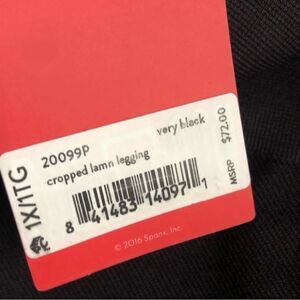 20099P
very black
cropped lamn legging
1X/1TG
8 41483 14097 1
MSRP $72.00
© 2016 Spanx, Inc.